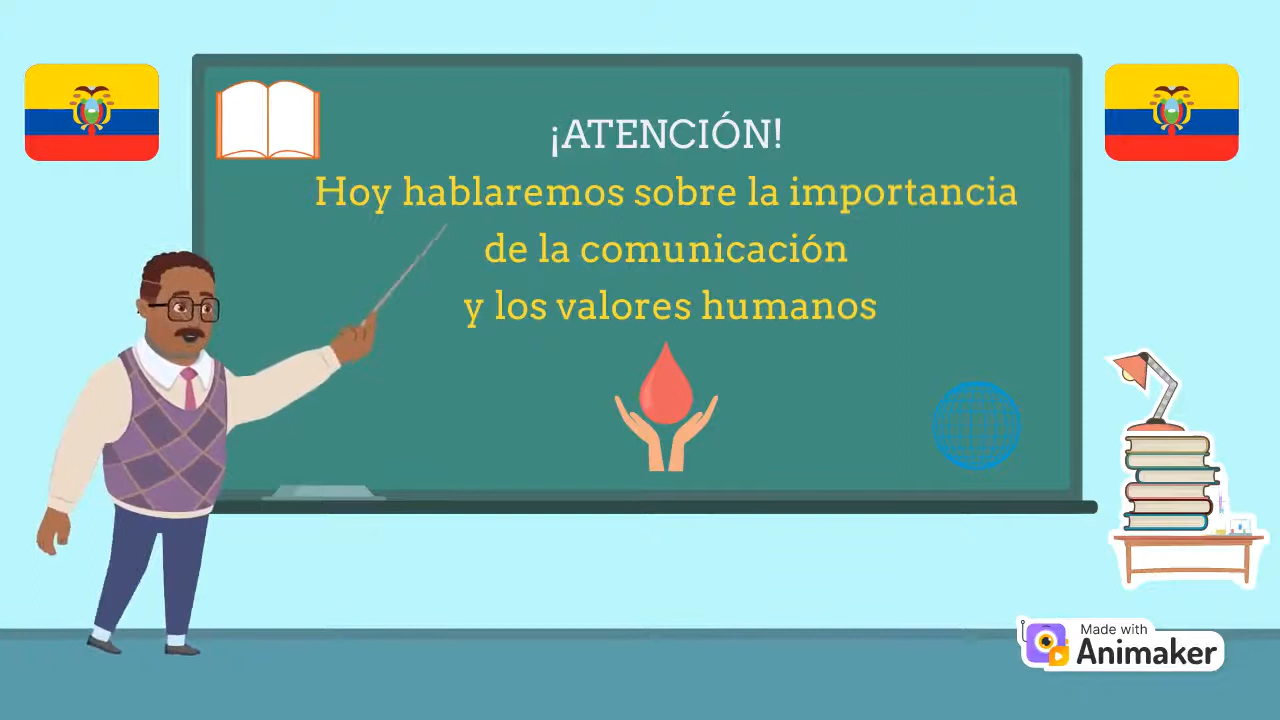 ¡ATENCIÓN!
Hoy hablaremos sobre la importancia
de la comunicación
y los valores humanos
Made with
Animaker